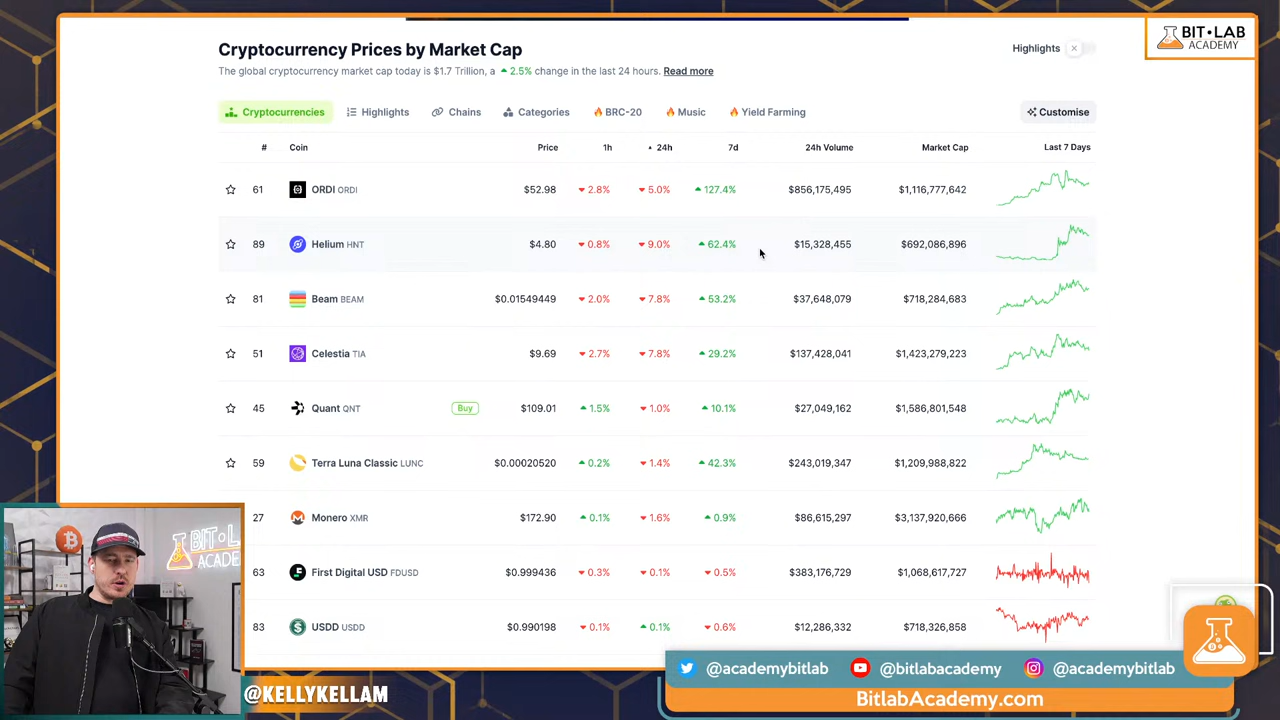 Cryptocurrency Prices by Market Cap
The global cryptocurrency market cap today is $1.7 Trillion, a 2.5% change in the last 24 hours. Read more
Highlights
BIT LAB
ACADEMY
Cryptocurrencies Highlights Chains Categories BRC-20 Music Yield Farming Customise
# Coin Price 1h 24h 7d 24h Volume Market Cap Last 7 Days
61 ORDI ORDI $52.98 2.8% 5.0% 127.4% $856,175,495 $1,116,777,642
89 Helium HNT $4.80 0.8% 9.0% 62.4% $15,328,455 $692,086,896
81 Beam BEAM $0.01549449 2.0% 7.8% 53.2% $37,648,079 $718,284,683
51 Celestia TIA $9.69 2.7% 7.8% 29.2% $137,428,041 $1,423,279,223
45 Quant QNT Buy $109.01 1.5% 1.0% 10.1% $27,049,162 $1,586,801,548
59 Terra Luna Classic LUNC $0.00020520 0.2% 1.4% 42.3% $243,019,347 $1,209,988,822
27 Monero XMR $172.90 0.1% 1.6% 0.9% $86,615,297 $3,137,920,666
63 First Digital USD FDUSD $0.999436 0.3% 0.1% 0.5% $383,176,729 $1,068,617,727
83 USDD USDD $0.990198 0.1% 0.1% 0.6% $12,286,332 $718,326,858
BIT L
ACADE
@KELLYKELLAM
@academybitlab @bitlabacademy @academybitlab
BitlabAcademy.com